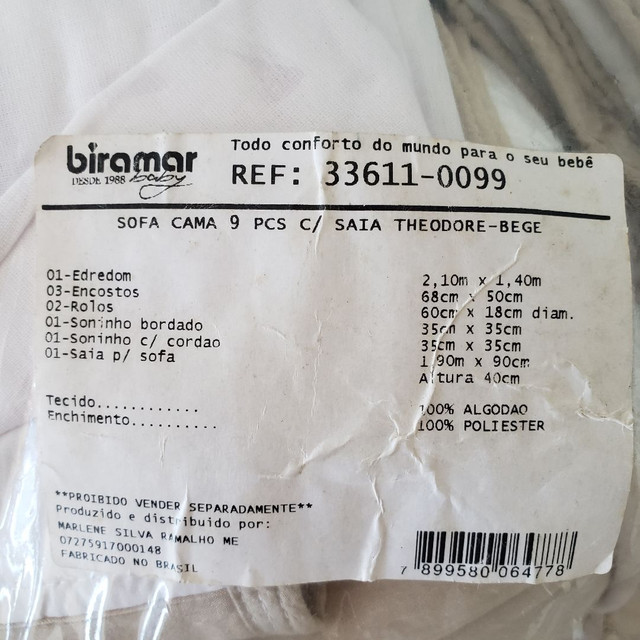 biramar
DESDE 1988 baby
Todo conforto do mundo para o seu bebê
REF: 33611-0099
SOFA CAMA 9 PCS C/ SAIA THEODORE-BEGE
01-Edredom 2,10m x 1,40m
03-Encostos 68cm x 50cm
02-Rolos 60cm x 18cm diam.
01-Soninho bordado 35cm x 35cm
01-Soninho c/ cordao 35cm x 35cm
01-Saia p/ sofa 1,90m x 90cm
Altura 40cm
Tecido............ 100% ALGODAO
Enchimento.......... 100% POLIESTER
**PROIBIDO VENDER SEPARADAMENTE**
Produzido e distribuido por:
MARLENE SILVA RAMALHO ME
07275917000148
FABRICADO NO BRASIL
7 899580 064778